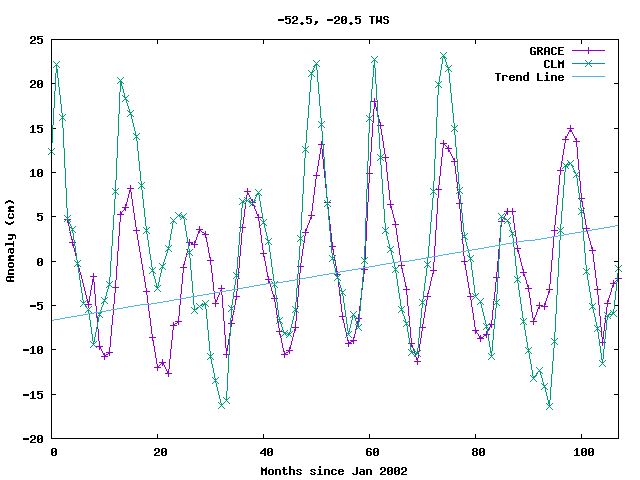 -52.5, -20.5 TWS
GRACE
CLM
Trend Line
25
20
15
10
5
0
-5
-10
-15
-20
Anomaly (cm)
0 20 40 60 80 100
Months since Jan 2002